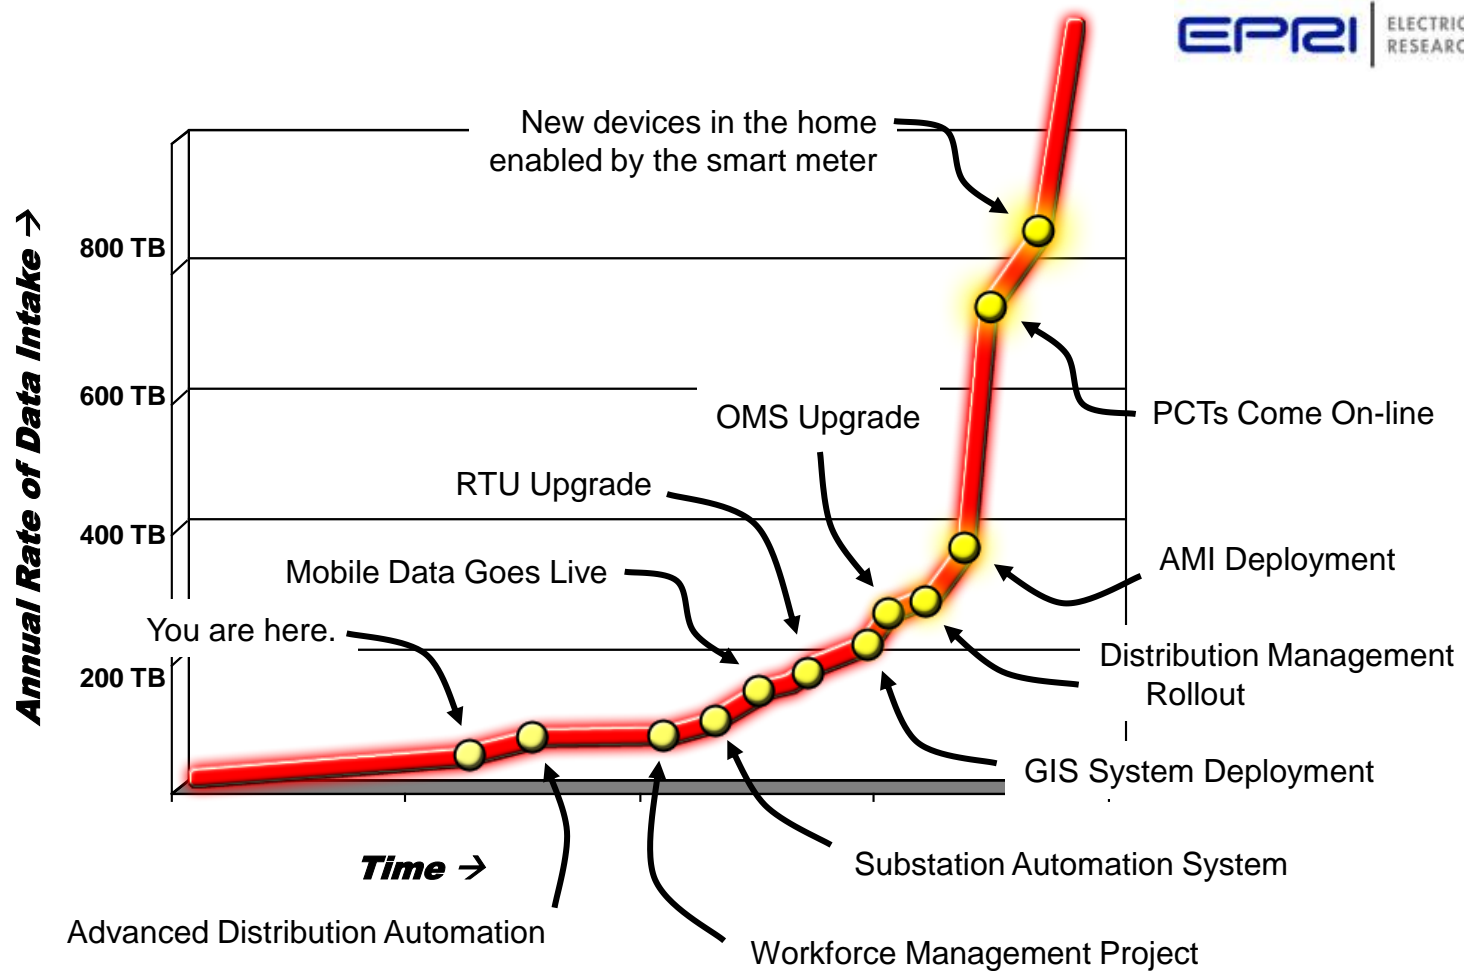 EPRI
ELECTRIC
RESEARC
New devices in the home
enabled by the smart meter
Annual Rate of Data Intake →
800 TB
600 TB
400 TB
200 TB
PCTs Come On-line
OMS Upgrade
RTU Upgrade
AMI Deployment
Mobile Data Goes Live
You are here.
Distribution Management
Rollout
GIS System Deployment
Time →
Substation Automation System
Advanced Distribution Automation
Workforce Management Project